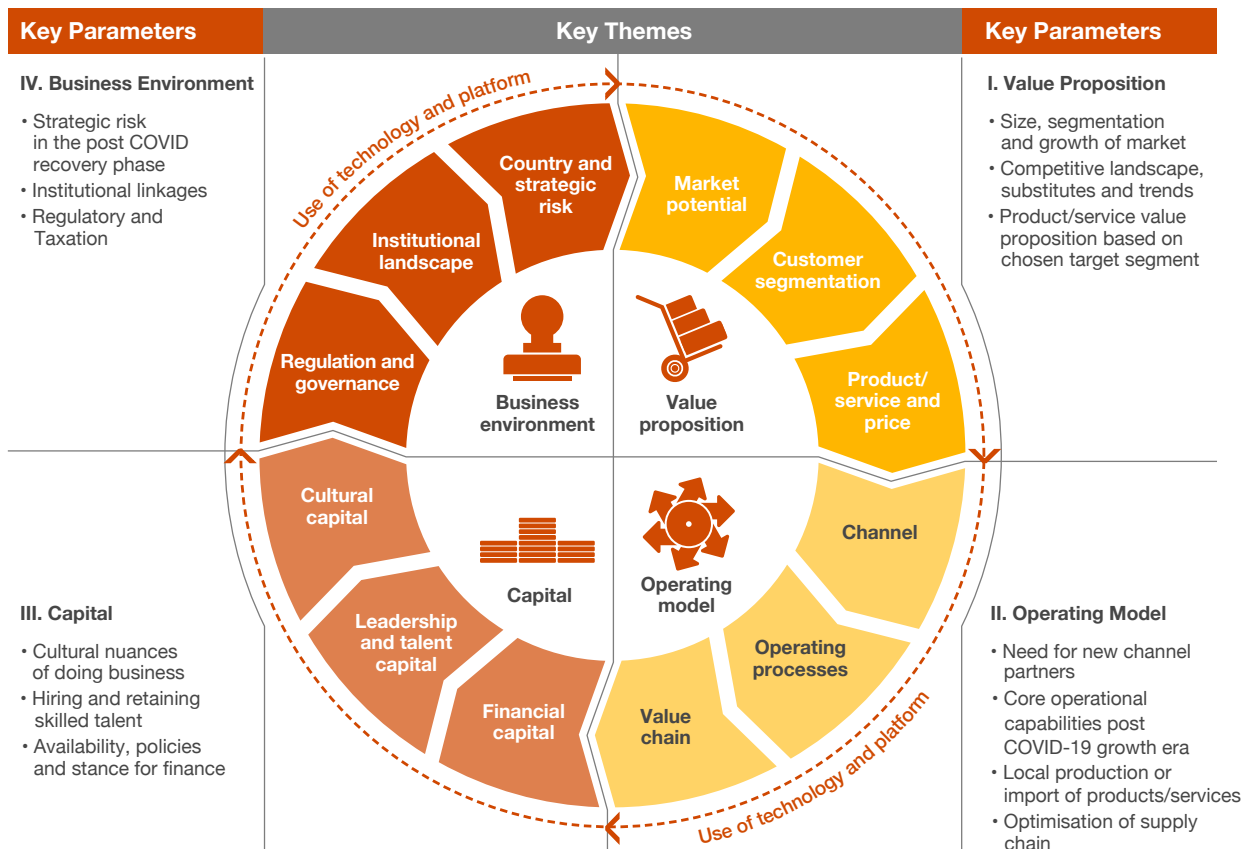 Key Parameters
Key Themes
Key Parameters
IV. Business Environment
• Strategic risk
in the post COVID
recovery phase
• Institutional linkages
• Regulatory and
Taxation
Use of technology and platform
Country and
strategic
risk
Institutional
landscape
Regulation and
governance
Business
environment
Market
potential
Customer
segmentation
Product/
service and
price
Value
proposition
I. Value Proposition
• Size, segmentation
and growth of market
• Competitive landscape,
substitutes and trends
• Product/service value
proposition based on
chosen target segment
III. Capital
• Cultural nuances
of doing business
• Hiring and retaining
skilled talent
• Availability, policies
and stance for finance
Cultural
capital
Leadership
and talent
capital
Financial
capital
Capital
Operating
model
Channel
Operating
processes
Value
chain
Use of technology and platform
II. Operating Model
• Need for new channel
partners
• Core operational
capabilities post
COVID-19 growth era
• Local production or
import of products/services
• Optimisation of supply
chain